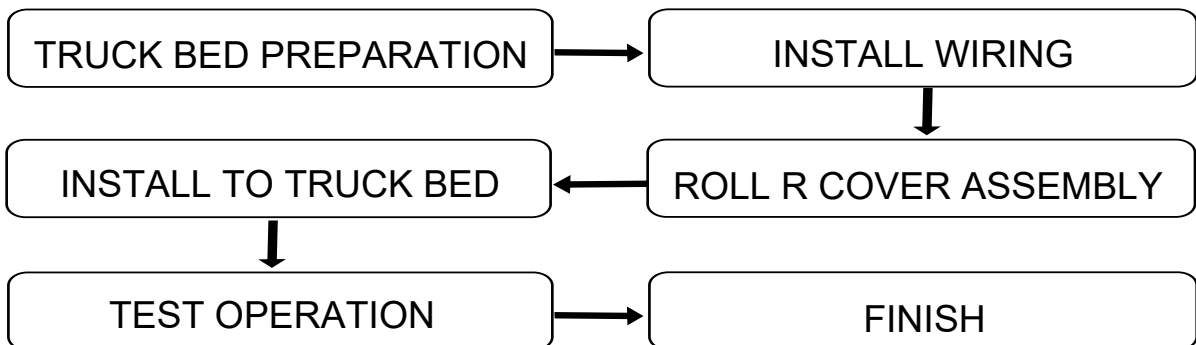 TRUCK BED PREPARATION
INSTALL WIRING
ROLL R COVER ASSEMBLY
INSTALL TO TRUCK BED
TEST OPERATION
FINISH